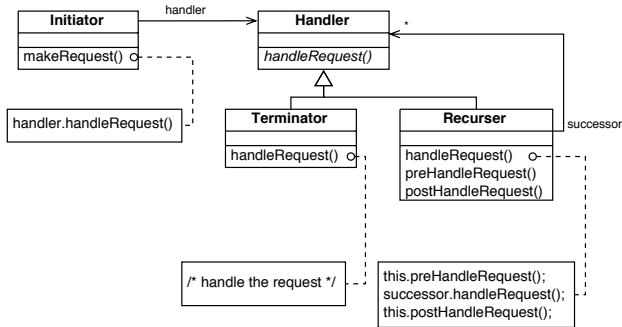 handler
Initiator
makeRequest()
Handler
handleRequest()
*
handler.handleRequest()
Terminator
handleRequest()
Recurser
handleRequest()
preHandleRequest()
postHandleRequest()
successor
/* handle the request */
this.preHandleRequest();
successor.handleRequest();
this.postHandleRequest();